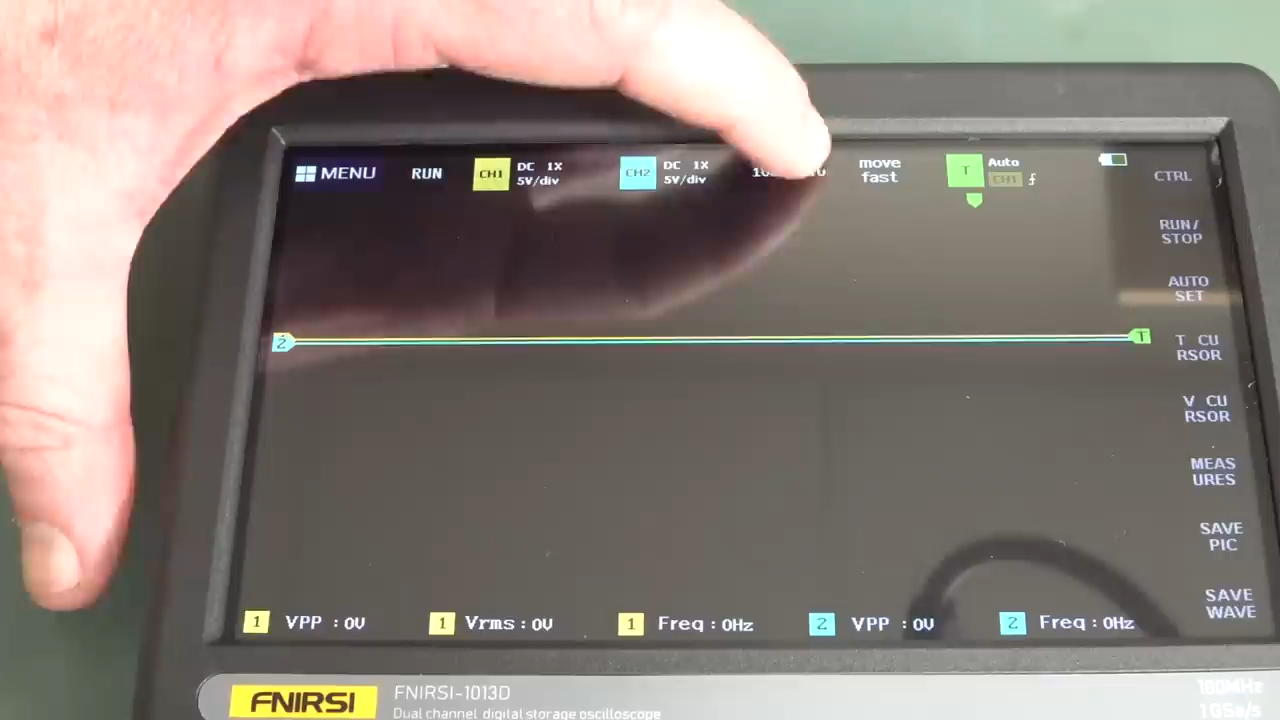 MENU
RUN
CH1
DC 1X
5V/div
CH2
DC 1X
5V/div
move
fast
T
Auto
CH1
CTRL
RUN/
STOP
AUTO
SET
2
T
T CU
RSOR
V CU
RSOR
MEAS
URES
SAVE
PIC
SAVE
WAVE
1 VPP :0V
1 Vrms:0V
1 Freq:0Hz
2 VPP :0V
2 Freq:0Hz
FNIRSI
FNIRSI-1013D
Dual channel digital storage oscilloscope
100MHz
1GSa/s